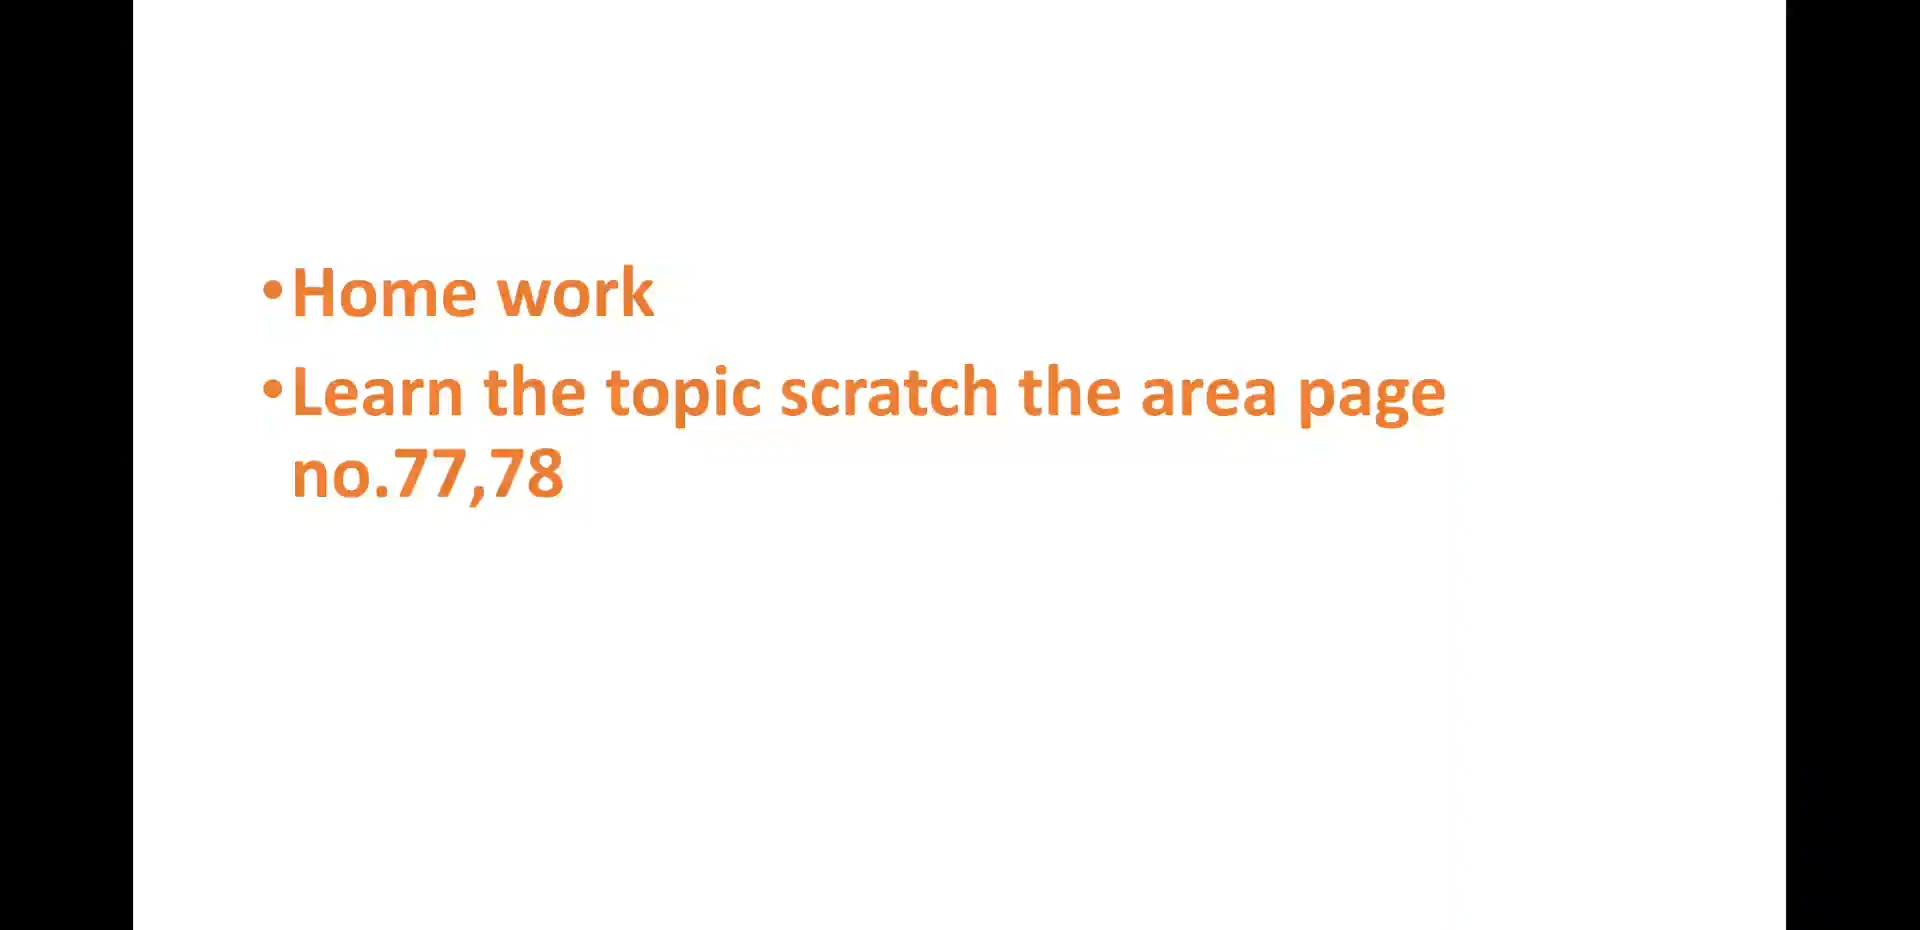 •Home work
•Learn the topic scratch the area page
no.77,78